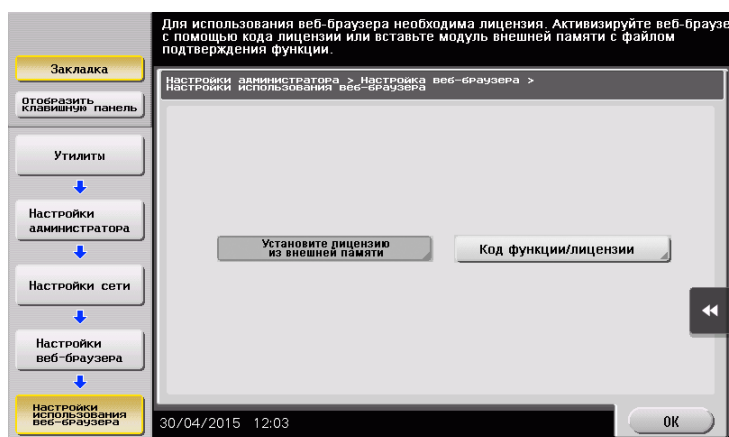 Для использования веб-браузера необходима лицензия. Активизируйте веб-браузе
с помощью кода лицензии или вставьте модуль внешней памяти с файлом
подтверждения функции.
Закладка
Отобразить
клавишную панель
Утилиты
Настройки
администратора
Настройки сети
Настройки
веб-браузера
Настройки
использования
веб-браузера
Настройки администратора > Настройка веб-браузера >
Настройки использования веб-браузера
Установите лицензию
из внешней памяти
Код функции/лицензии
30/04/2015 12:03
OK